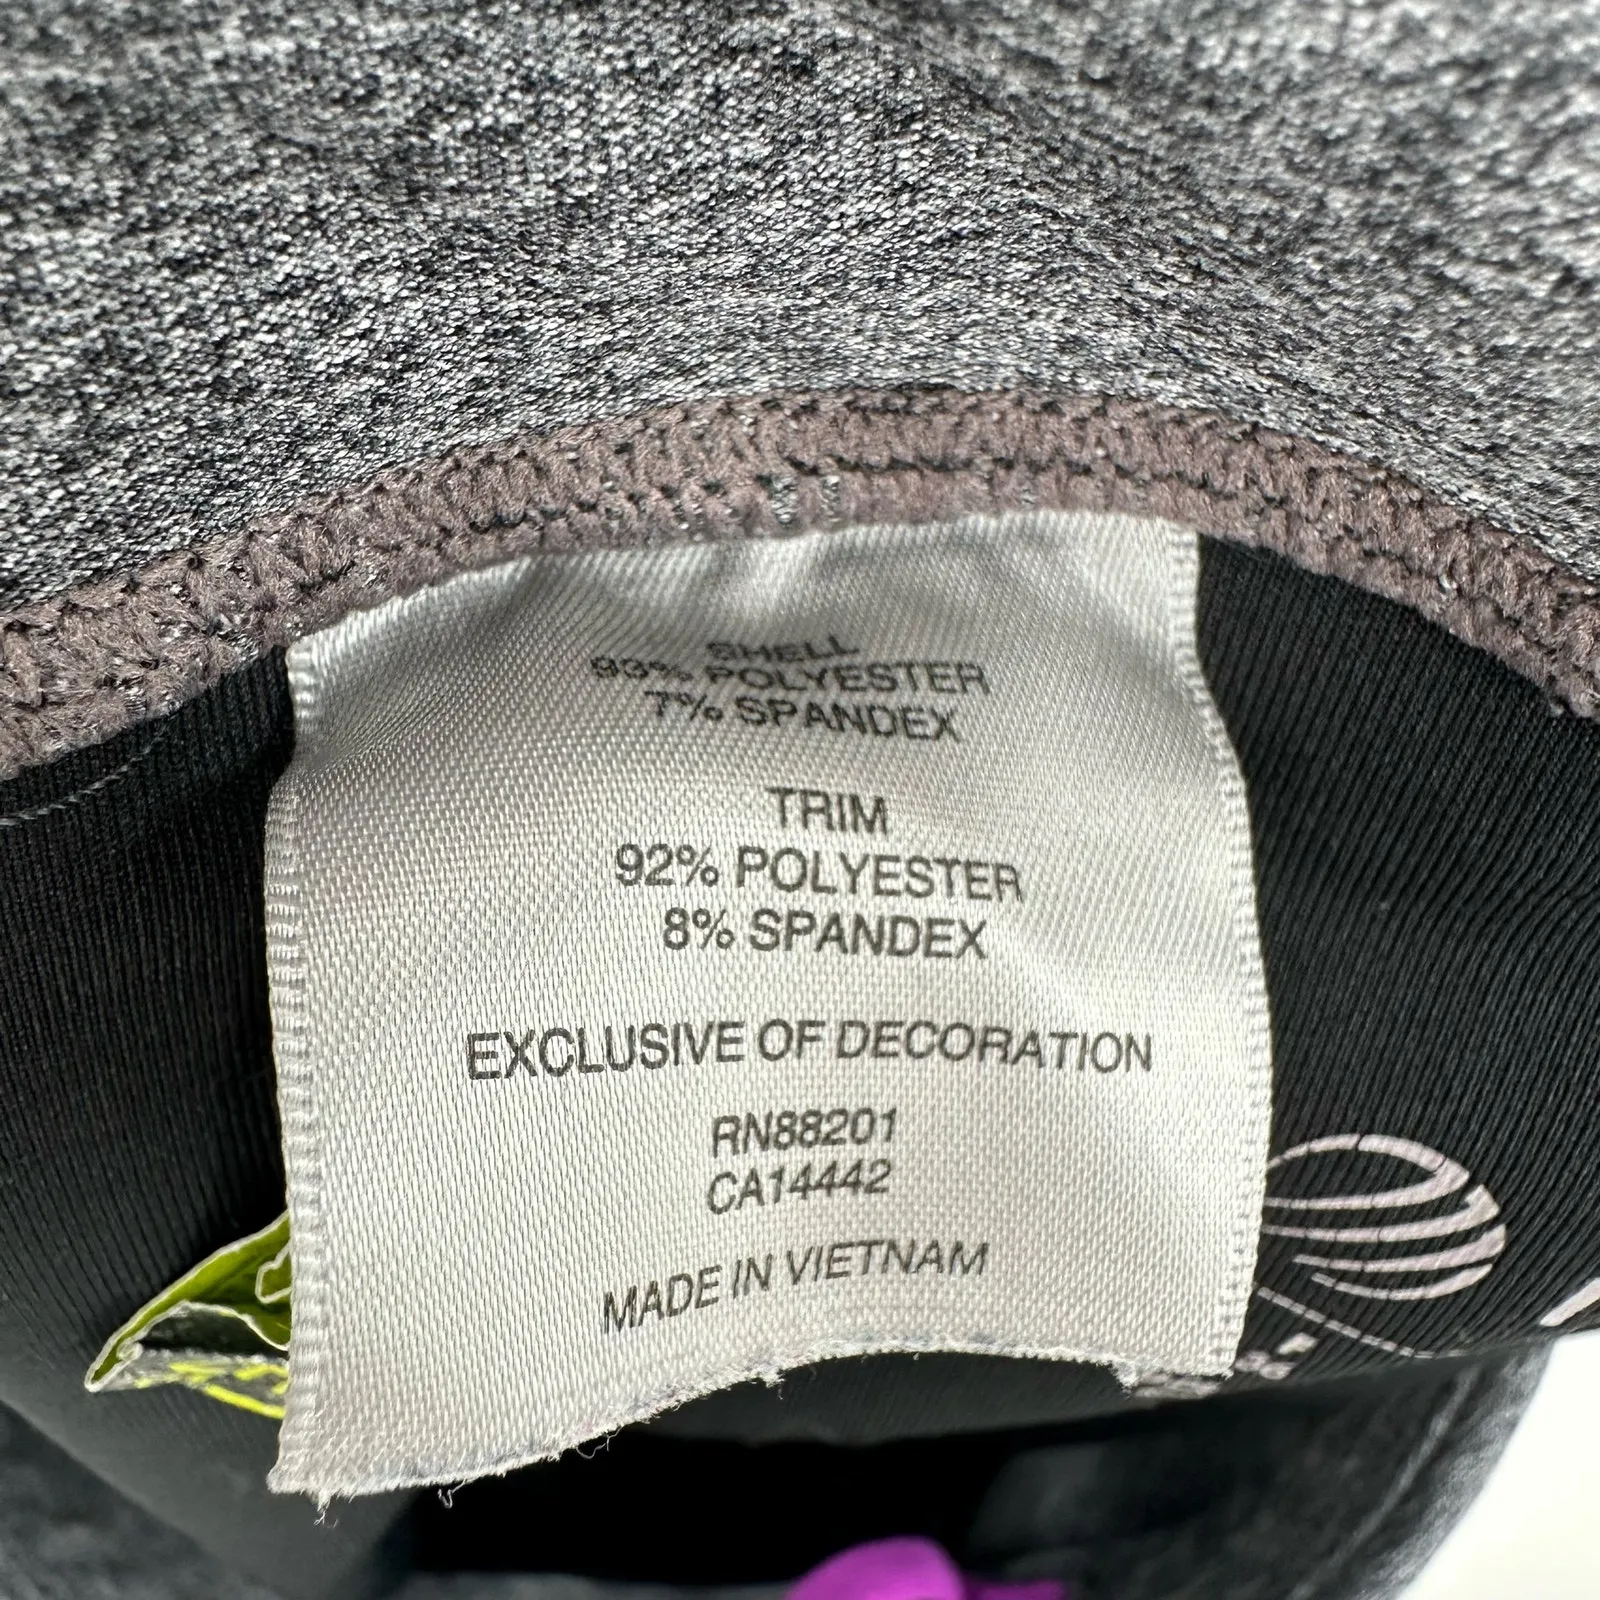 SHELL
93% POLYESTER
7% SPANDEX
TRIM
92% POLYESTER
8% SPANDEX
EXCLUSIVE OF DECORATION
RN88201
CA14442
MADE IN VIETNAM